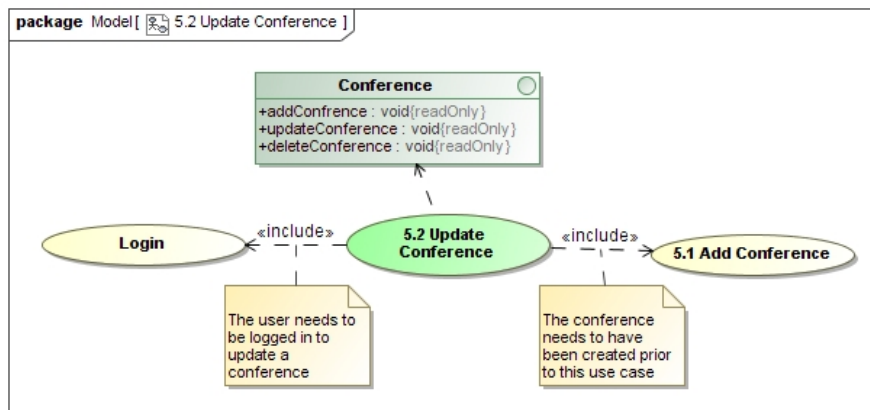 package Model[ 5.2 Update Conference ]
Conference
+addConfrence : void{readOnly}
+updateConference : void{readOnly}
+deleteConference : void{readOnly}
«include»
«include»
Login
5.2 Update
Conference
5.1 Add Conference
The user needs to
be logged in to
update a
conference
The conference
needs to have
been created prior
to this use case